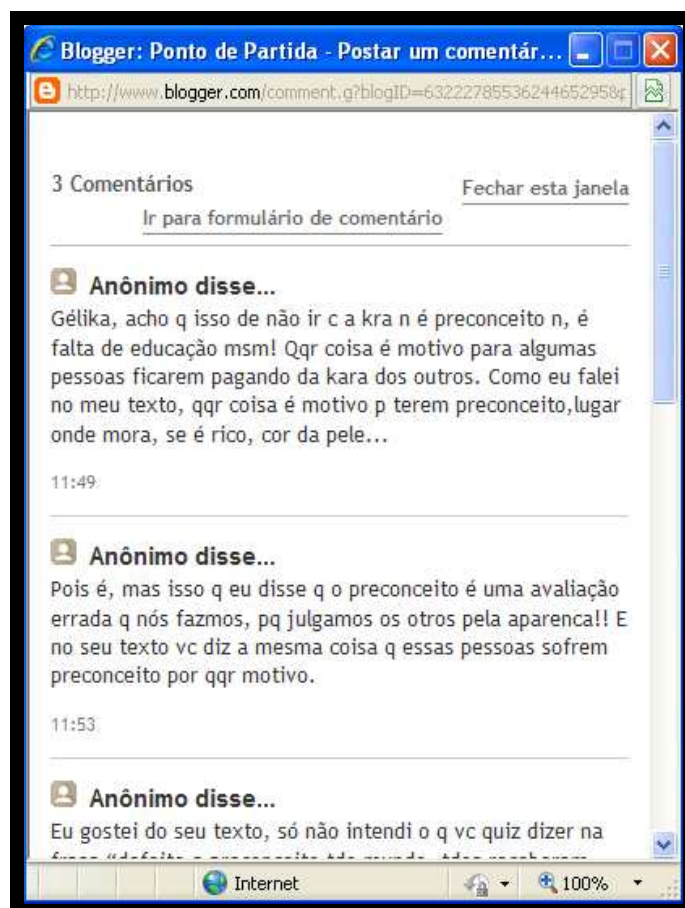 Blogger: Ponto de Partida - Postar um comentár...
http://www.blogger.com/comment.g?blogID=6322278553624465295&p
3 Comentários
Fechar esta janela
Ir para formulário de comentário
Anônimo disse...
Gélika, acho q isso de não ir c a kra n é preconceito n, é
falta de educação msm! Qqr coisa é motivo para algumas
pessoas ficarem pagando da kara dos outros. Como eu falei
no meu texto, qqr coisa é motivo p terem preconceito,lugar
onde mora, se é rico, cor da pele...
11:49
Anônimo disse...
Pois é, mas isso q eu disse q o preconceito é uma avaliação
errada q nós fazmos, pq julgamos os otros pela aparenca!! E
no seu texto vc diz a mesma coisa q essas pessoas sofrem
preconceito por qqr motivo.
11:53
Anônimo disse...
Eu gostei do seu texto, só não intendi o q vc quiz dizer na
Internet
100%